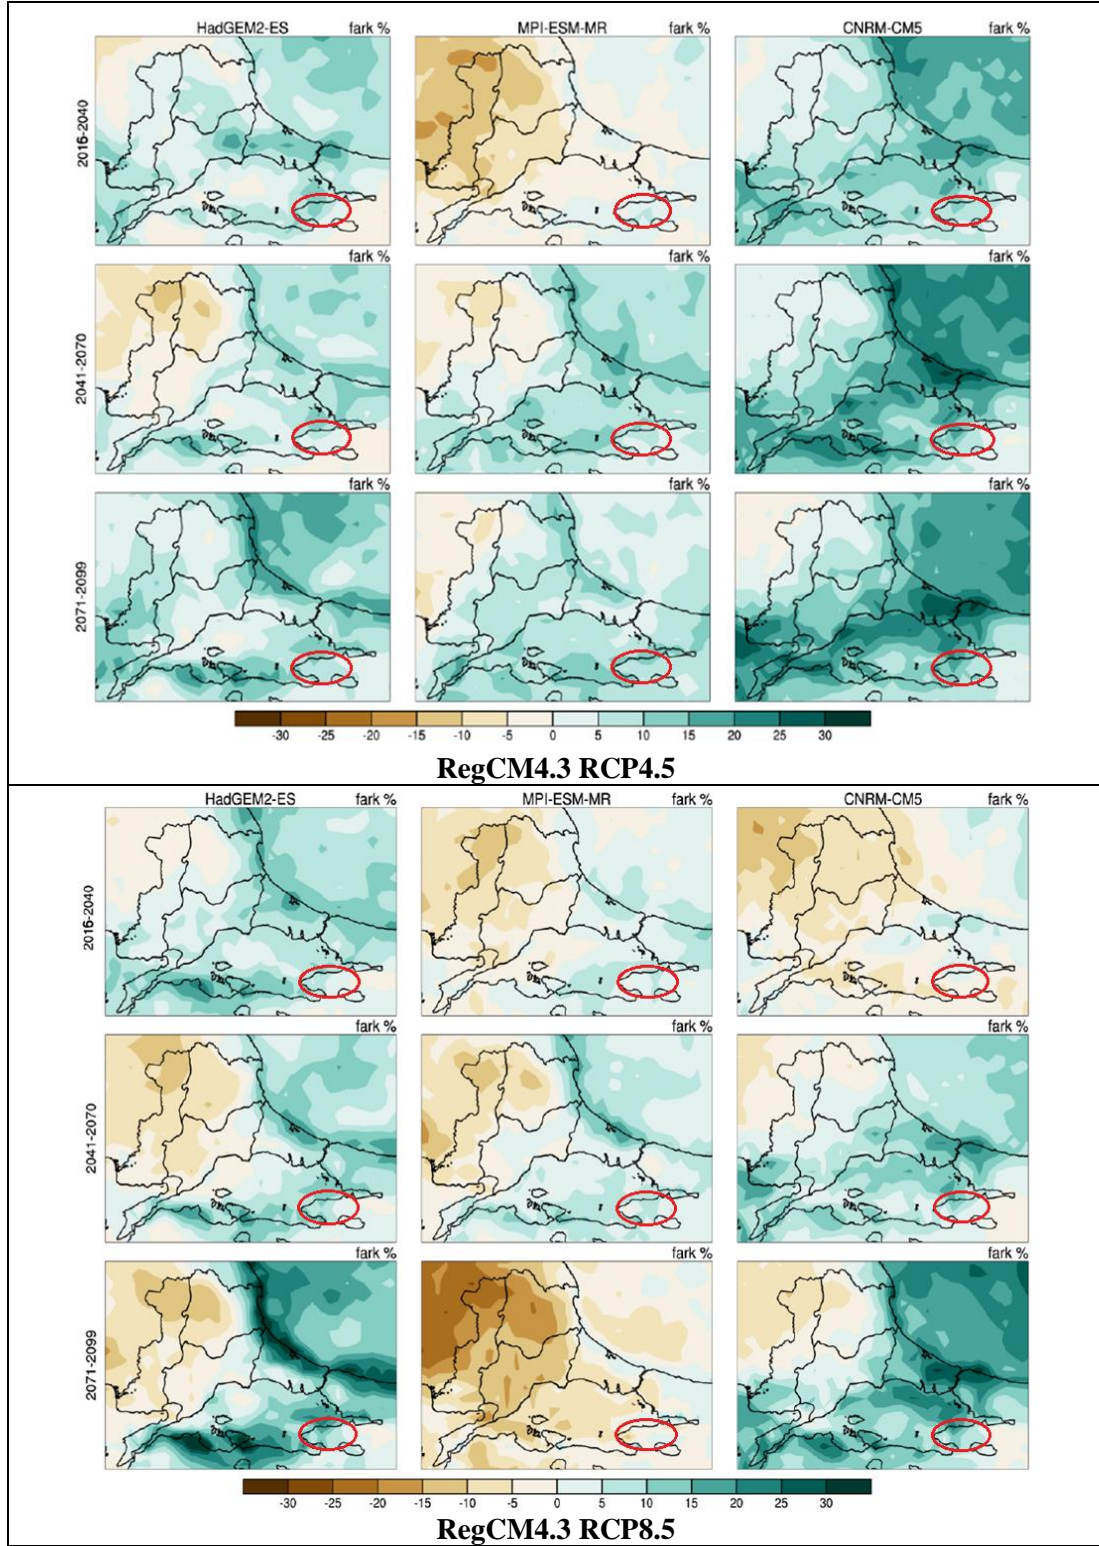 HadGEM2-ES fark % MPI-ESM-MR fark % CNRM-CM5 fark %
2016-2040
fark % fark % fark %
2041-2070
fark % fark % fark %
2071-2099
-30 -25 -20 -15 -10 -5 0 5 10 15 20 25 30
RegCM4.3 RCP4.5
HadGEM2-ES fark % MPI-ESM-MR fark % CNRM-CM5 fark %
2016-2040
fark % fark % fark %
2041-2070
fark % fark % fark %
2071-2099
-30 -25 -20 -15 -10 -5 0 5 10 15 20 25 30
RegCM4.3 RCP8.5